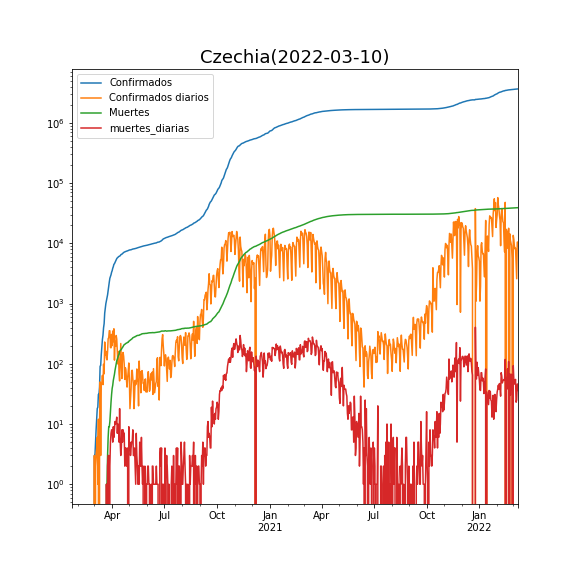 Czechia(2022-03-10)
Confirmados
Confirmados diarios
Muertes
muertes_diarias
10⁶
10⁵
10⁴
10³
10²
10¹
10⁰
Apr Jul Oct Jan Apr Jul Oct Jan
2021 2022